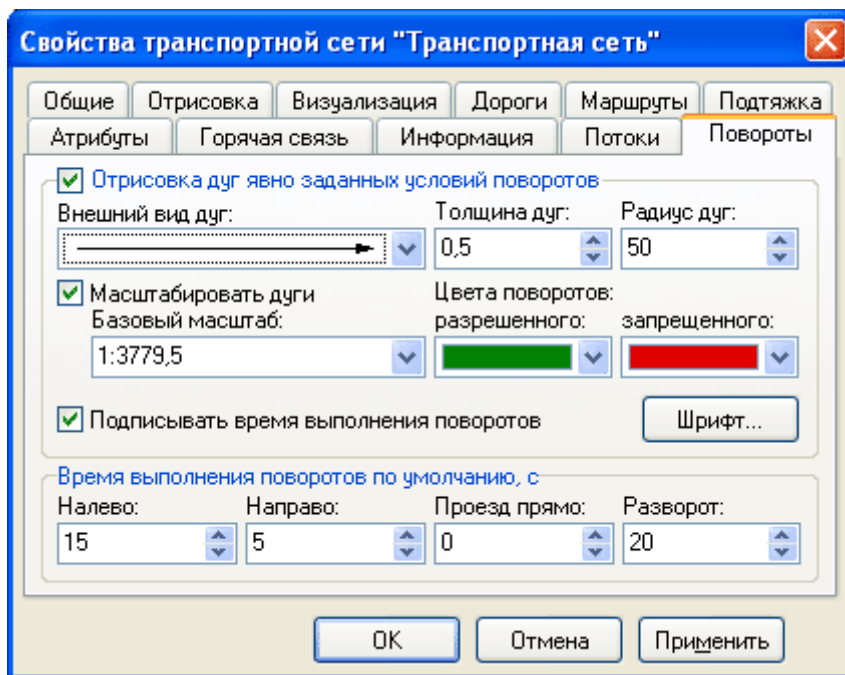 Свойства транспортной сети "Транспортная сеть"
Общие Отрисовка Визуализация Дороги Маршруты Подтяжка
Атрибуты Горячая связь Информация Потоки Повороты
Отрисовка дуг явно заданных условий поворотов
Внешний вид дуг: Толщина дуг: Радиус дуг:
0,5 50
Масштабировать дуги Цвета поворотов:
Базовый масштаб: разрешенного: запрещенного:
1:3779,5
Подписывать время выполнения поворотов Шрифт...
Время выполнения поворотов по умолчанию, с
Налево: Направо: Проезд прямо: Разворот:
15 5 0 20
OK Отмена Применить